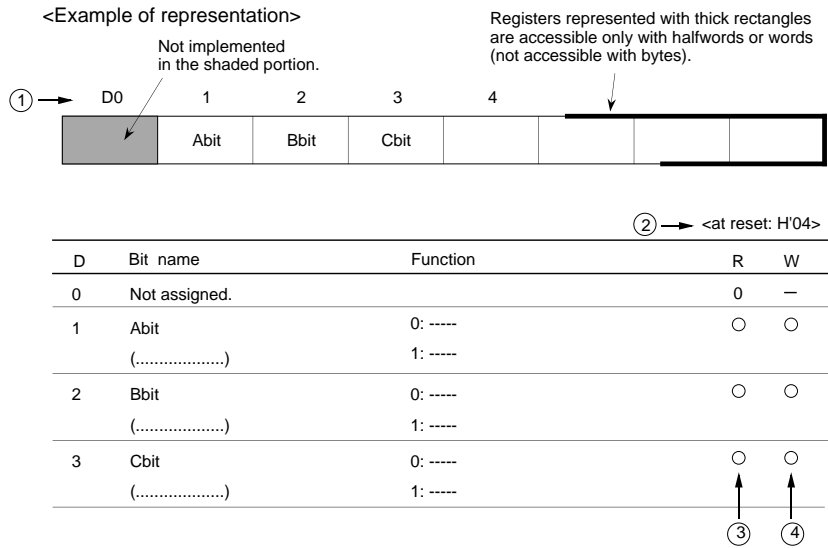 <Example of representation>
Not implemented
in the shaded portion.
Registers represented with thick rectangles
are accessible only with halfwords or words
(not accessible with bytes).
① D0 1 2 3 4
Abit Bbit Cbit
② <at reset: H'04>
D Bit name Function R W
0 Not assigned. 0 –
1 Abit 0: ----- ○ ○
(...................) 1: -----
2 Bbit 0: ----- ○ ○
(...................) 1: -----
3 Cbit 0: ----- ○ ○
(...................) 1: -----
③ ④